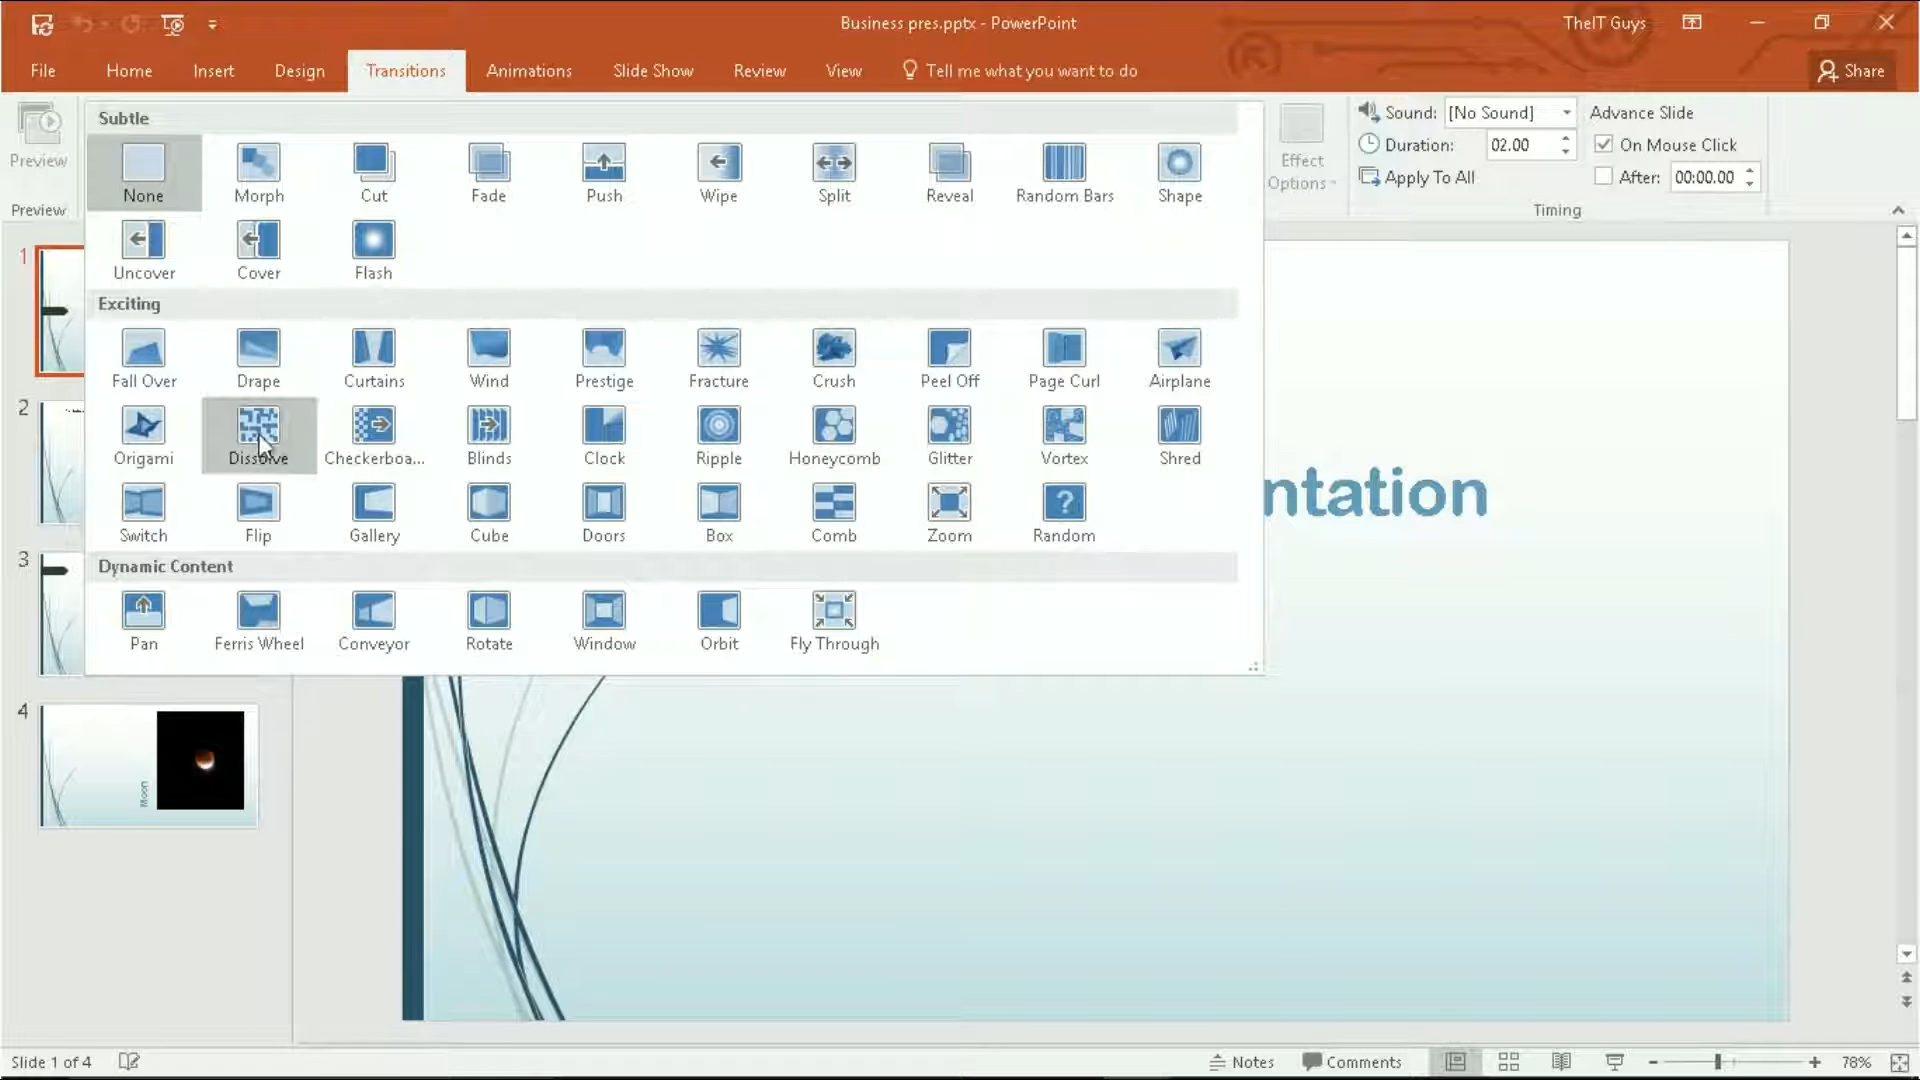 Business pres.pptx - PowerPoint
TheIT Guys
File Home Insert Design Transitions Animations Slide Show Review View Tell me what you want to do Share
Preview
Preview
Subtle
None Morph Cut Fade Push Wipe Split Reveal Random Bars Shape
Uncover Cover Flash
Exciting
Fall Over Drape Curtains Wind Prestige Fracture Crush Peel Off Page Curl Airplane
Origami Dissolve Checkerboa... Blinds Clock Ripple Honeycomb Glitter Vortex Shred
Switch Flip Gallery Cube Doors Box Comb Zoom Random
Dynamic Content
Pan Ferris Wheel Conveyor Rotate Window Orbit Fly Through
Effect
Options
Sound: [No Sound] Advance Slide
Duration: 02.00 On Mouse Click
Apply To All After: 00:00.00
Timing
1
2
3
4
Moon
ntation
Slide 1 of 4 Notes Comments 78%